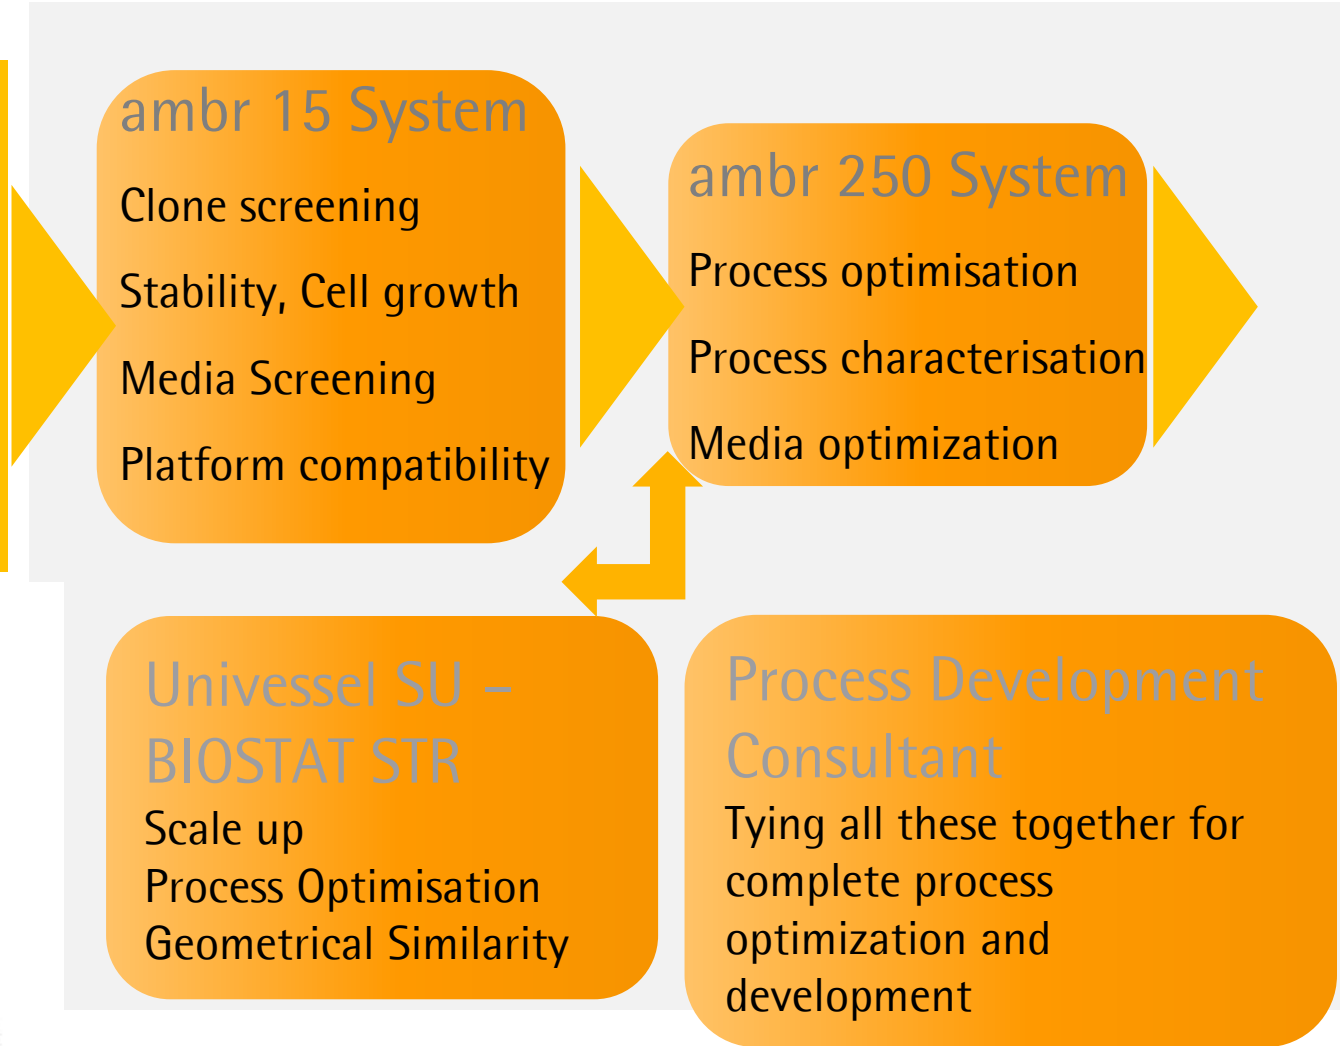 ambr 15 System
Clone screening
Stability, Cell growth
Media Screening
Platform compatibility
ambr 250 System
Process optimisation
Process characterisation
Media optimization
Univessel SU –
BIOSTAT STR
Scale up
Process Optimisation
Geometrical Similarity
Process Development
Consultant
Tying all these together for
complete process
optimization and
development